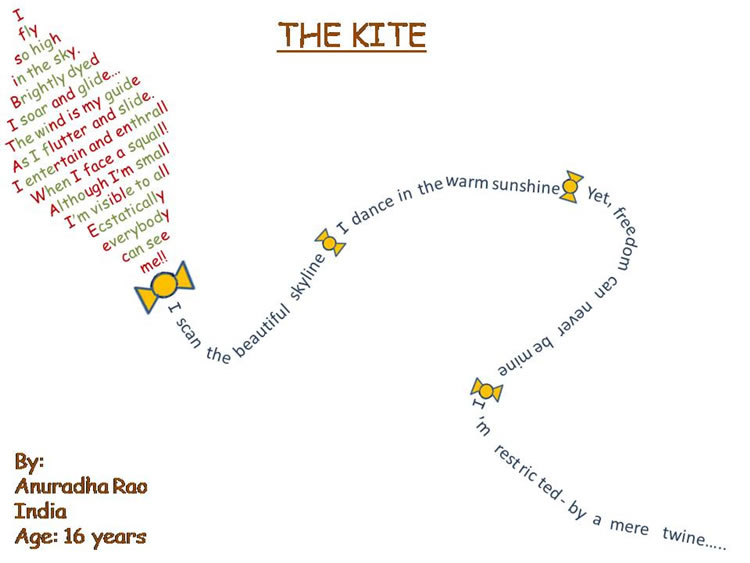 THE KITE
I
fly
so high
in the sky.
Brightly dyed
I soar and glide...
The wind is my guide
As I flutter and slide.
I entertain and enthrall
When I face a squall!
Although I'm small
I'm visible to all
Ecstatically
everybody
can see
me!!
I scan the beautiful skyline
I dance in the warm sunshine
Yet, freedom can never be mine
I'm restricted- by a mere twine.....
By:
Anuradha Rao
India
Age: 16 years